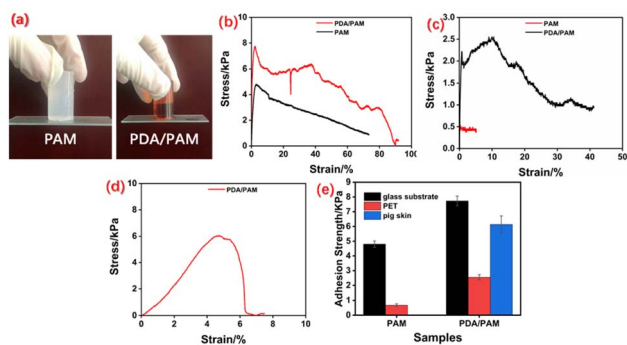 (a)
PAM
PDA/PAM
(b)
PDA/PAM
PAM
Stress/kPa
10
8
6
4
2
0
0
20
40
60
80
100
Strain/%
(c)
PAM
PDA/PAM
Stress/kPa
3.0
2.5
2.0
1.5
1.0
0.5
0.0
0
10
20
30
40
50
Strain/%
(d)
PDA/PAM
Stress/kPa
10
8
6
4
2
0
0
2
4
6
8
10
Strain/%
(e)
glass substrate
PET
pig skin
Adhesion Strength/KPa
8
7
6
5
4
3
2
1
0
PAM
PDA/PAM
Samples